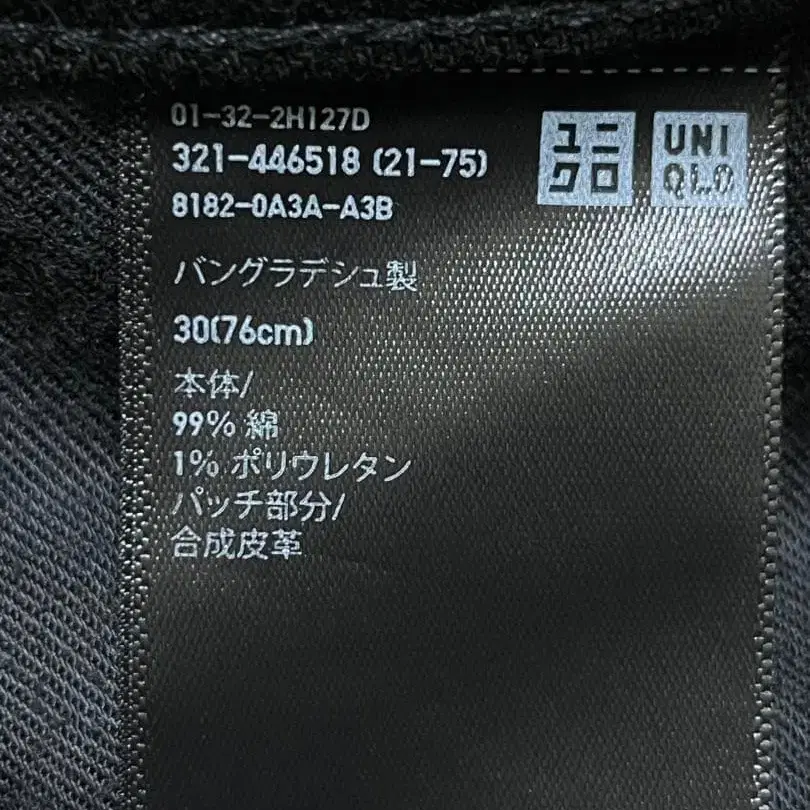 01-32-2H127D
321-446518 (21-75)
8182-0A3A-A3B
ユニ
クロ
UNI
QLO
バングラデシュ製
30(76cm)
本体/
99% 綿
1% ポリウレタン
パッチ部分/
合成皮革